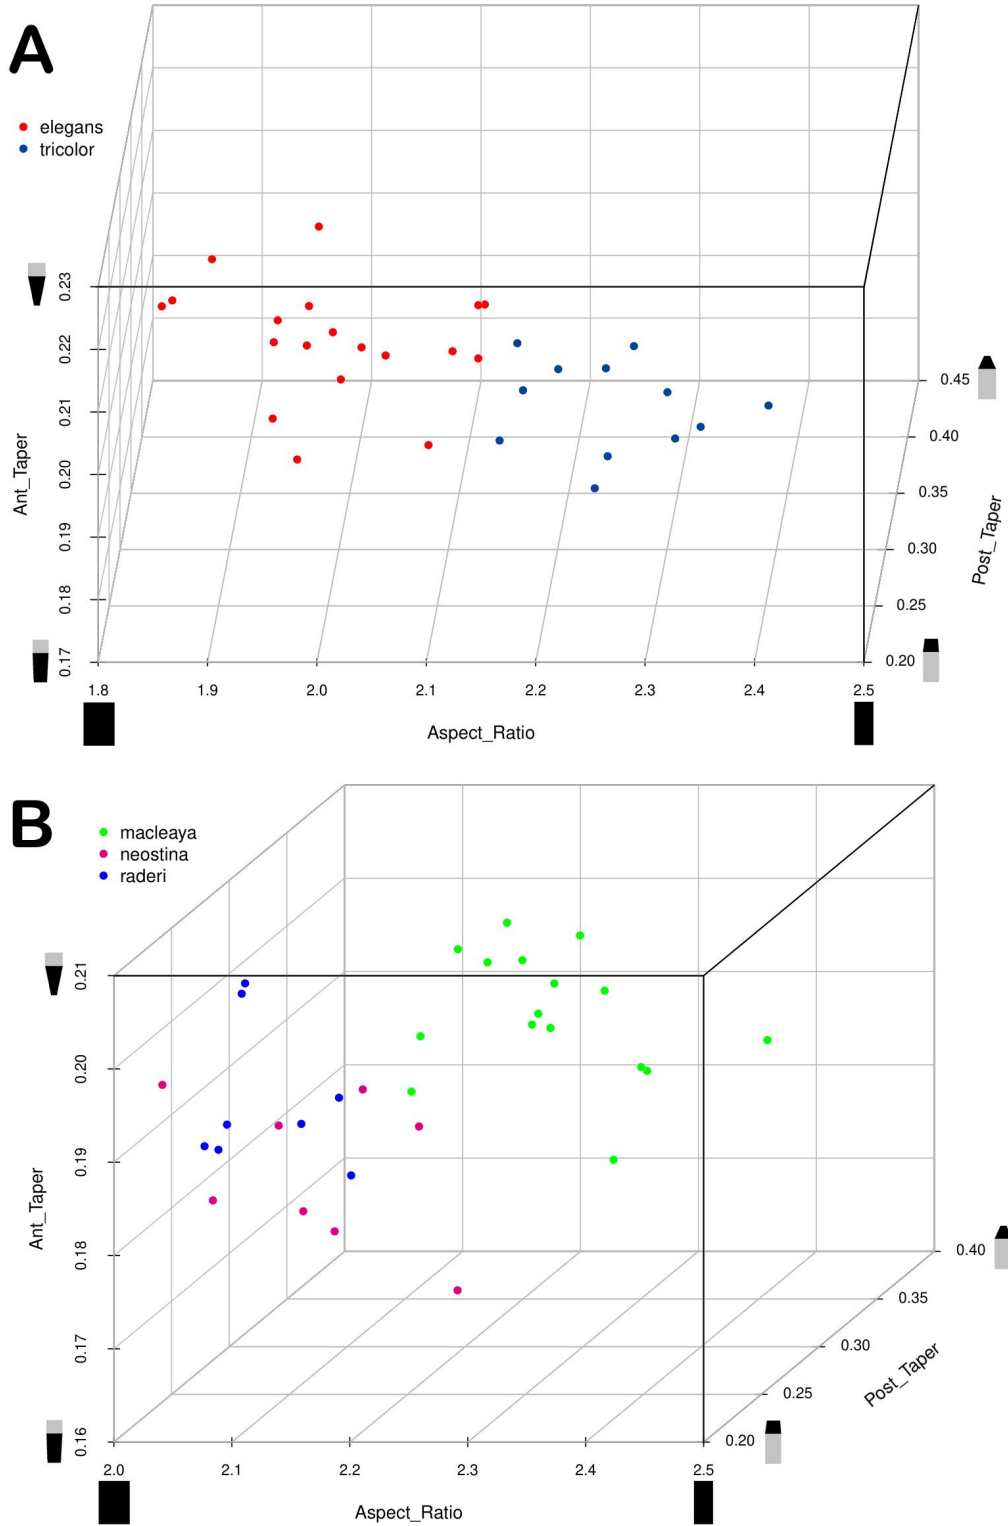 A
elegans
tricolor
0.23
0.22
0.21
0.20
0.19
0.18
0.17
Ant_Taper
0.45
0.40
0.35
0.30
0.25
0.20
Post_Taper
1.8 1.9 2.0 2.1 2.2 2.3 2.4 2.5
Aspect_Ratio
B
macleaya
neostina
raderi
0.21
0.20
0.19
0.18
0.17
0.16
Ant_Taper
0.40
0.35
0.30
0.25
0.20
Post_Taper
2.0 2.1 2.2 2.3 2.4 2.5
Aspect_Ratio